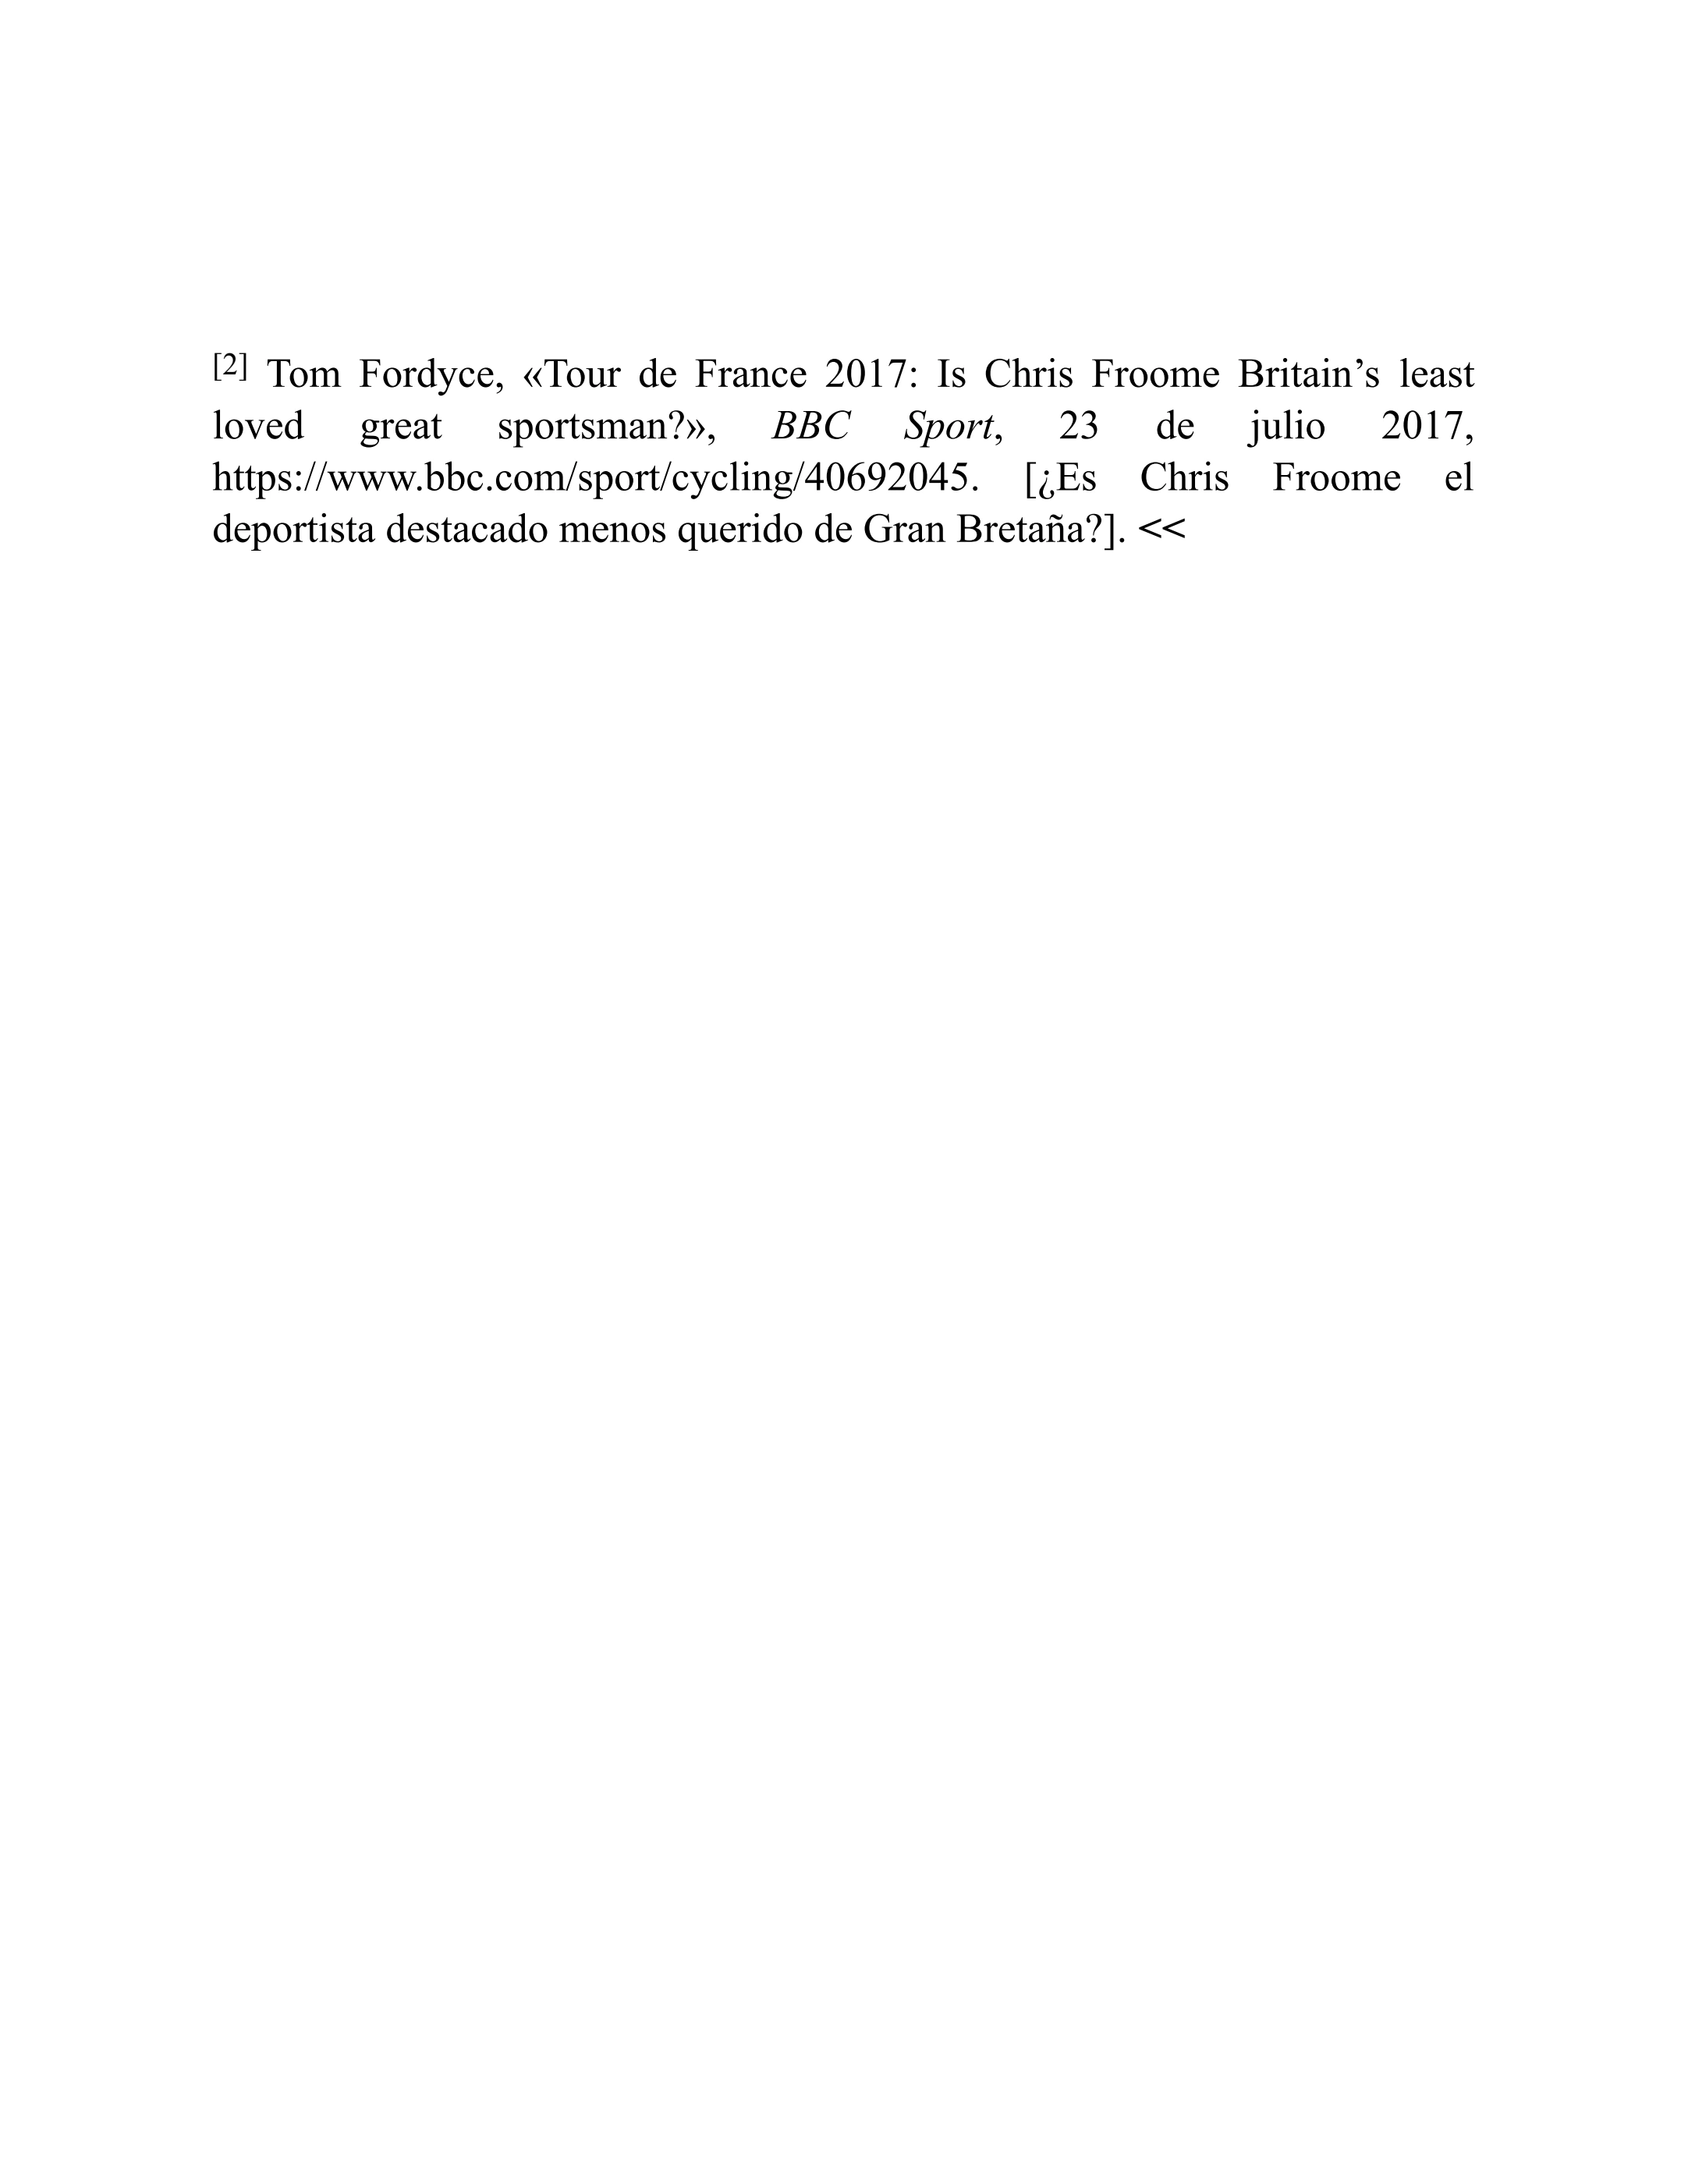 [2] Tom Fordyce, «Tour de France 2017: Is Chris Froome Britain’s least
loved great sportsman?», BBC Sport, 23 de julio 2017,
https://www.bbc.com/sport/cycling/40692045. [¿Es Chris Froome el
deportista destacado menos querido de Gran Bretaña?]. <<